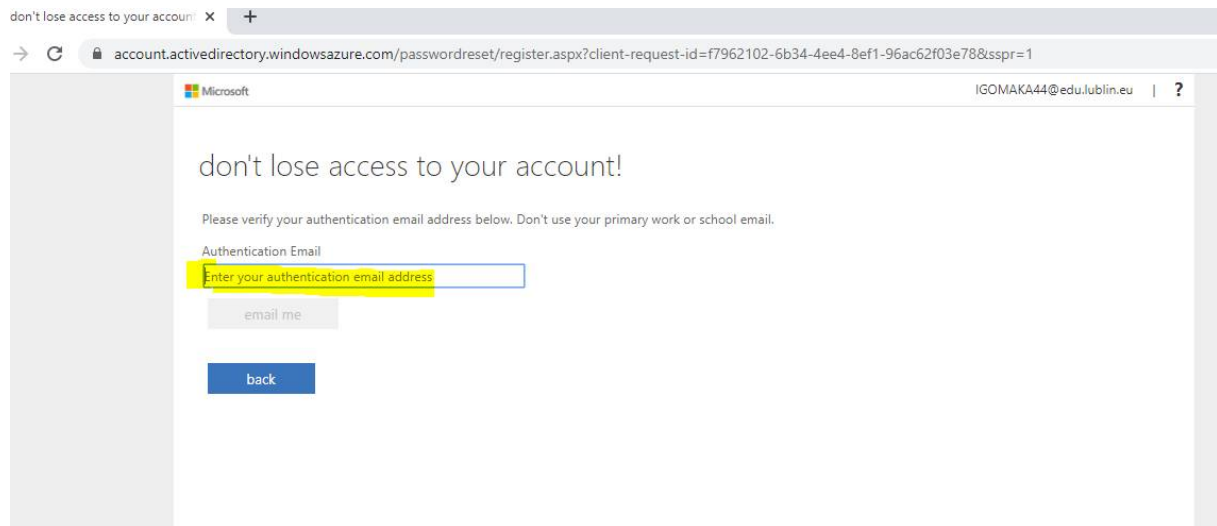 don't lose access to your accoun
account.activedirectory.windowsazure.com/passwordreset/register.aspx?client-request-id=f7962102-6b34-4ee4-8ef1-96ac62f03e78&sspr=1
Microsoft IGOMAKA44@edu.lublin.eu | ?
don't lose access to your account!
Please verify your authentication email address below. Don't use your primary work or school email.
Authentication Email
Enter your authentication email address
email me
back